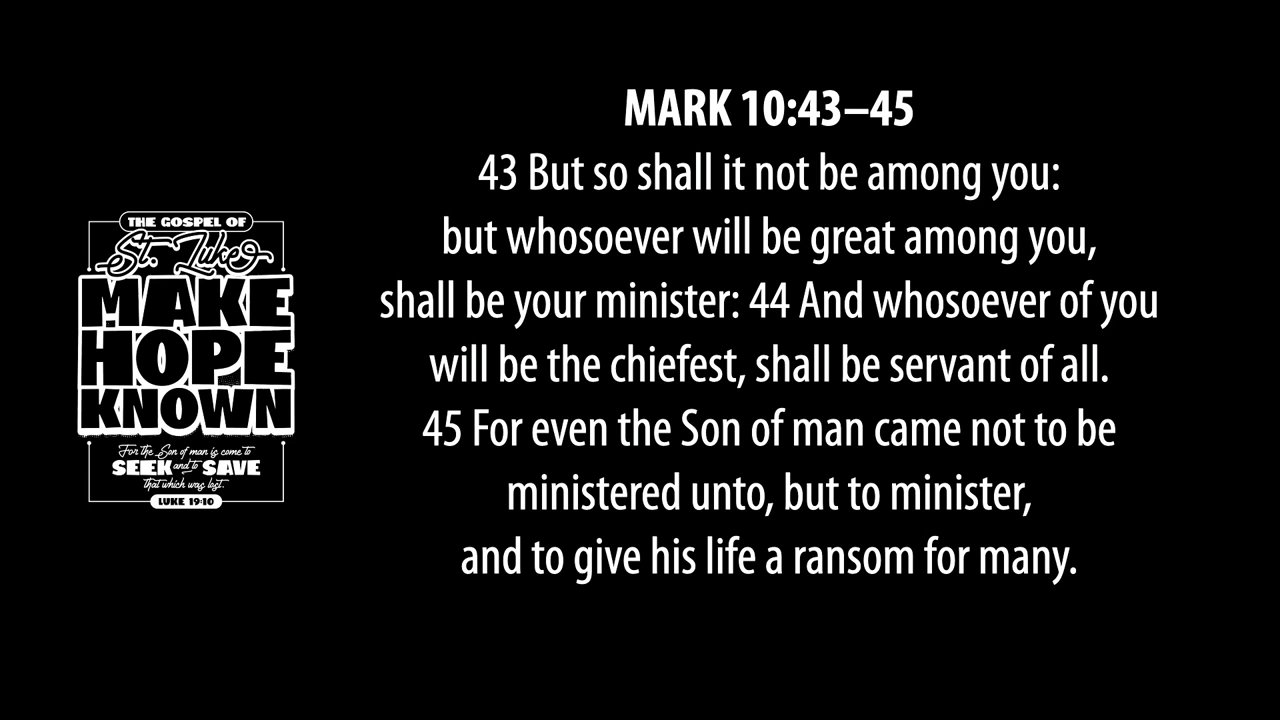 THE GOSPEL OF
St. Luke
MAKE
HOPE
KNOWN
For the Son of man is come to
SEEK and to SAVE
that which was lost.
LUKE 19:10
MARK 10:43–45
43 But so shall it not be among you:
but whosoever will be great among you,
shall be your minister: 44 And whosoever of you
will be the chiefest, shall be servant of all.
45 For even the Son of man came not to be
ministered unto, but to minister,
and to give his life a ransom for many.